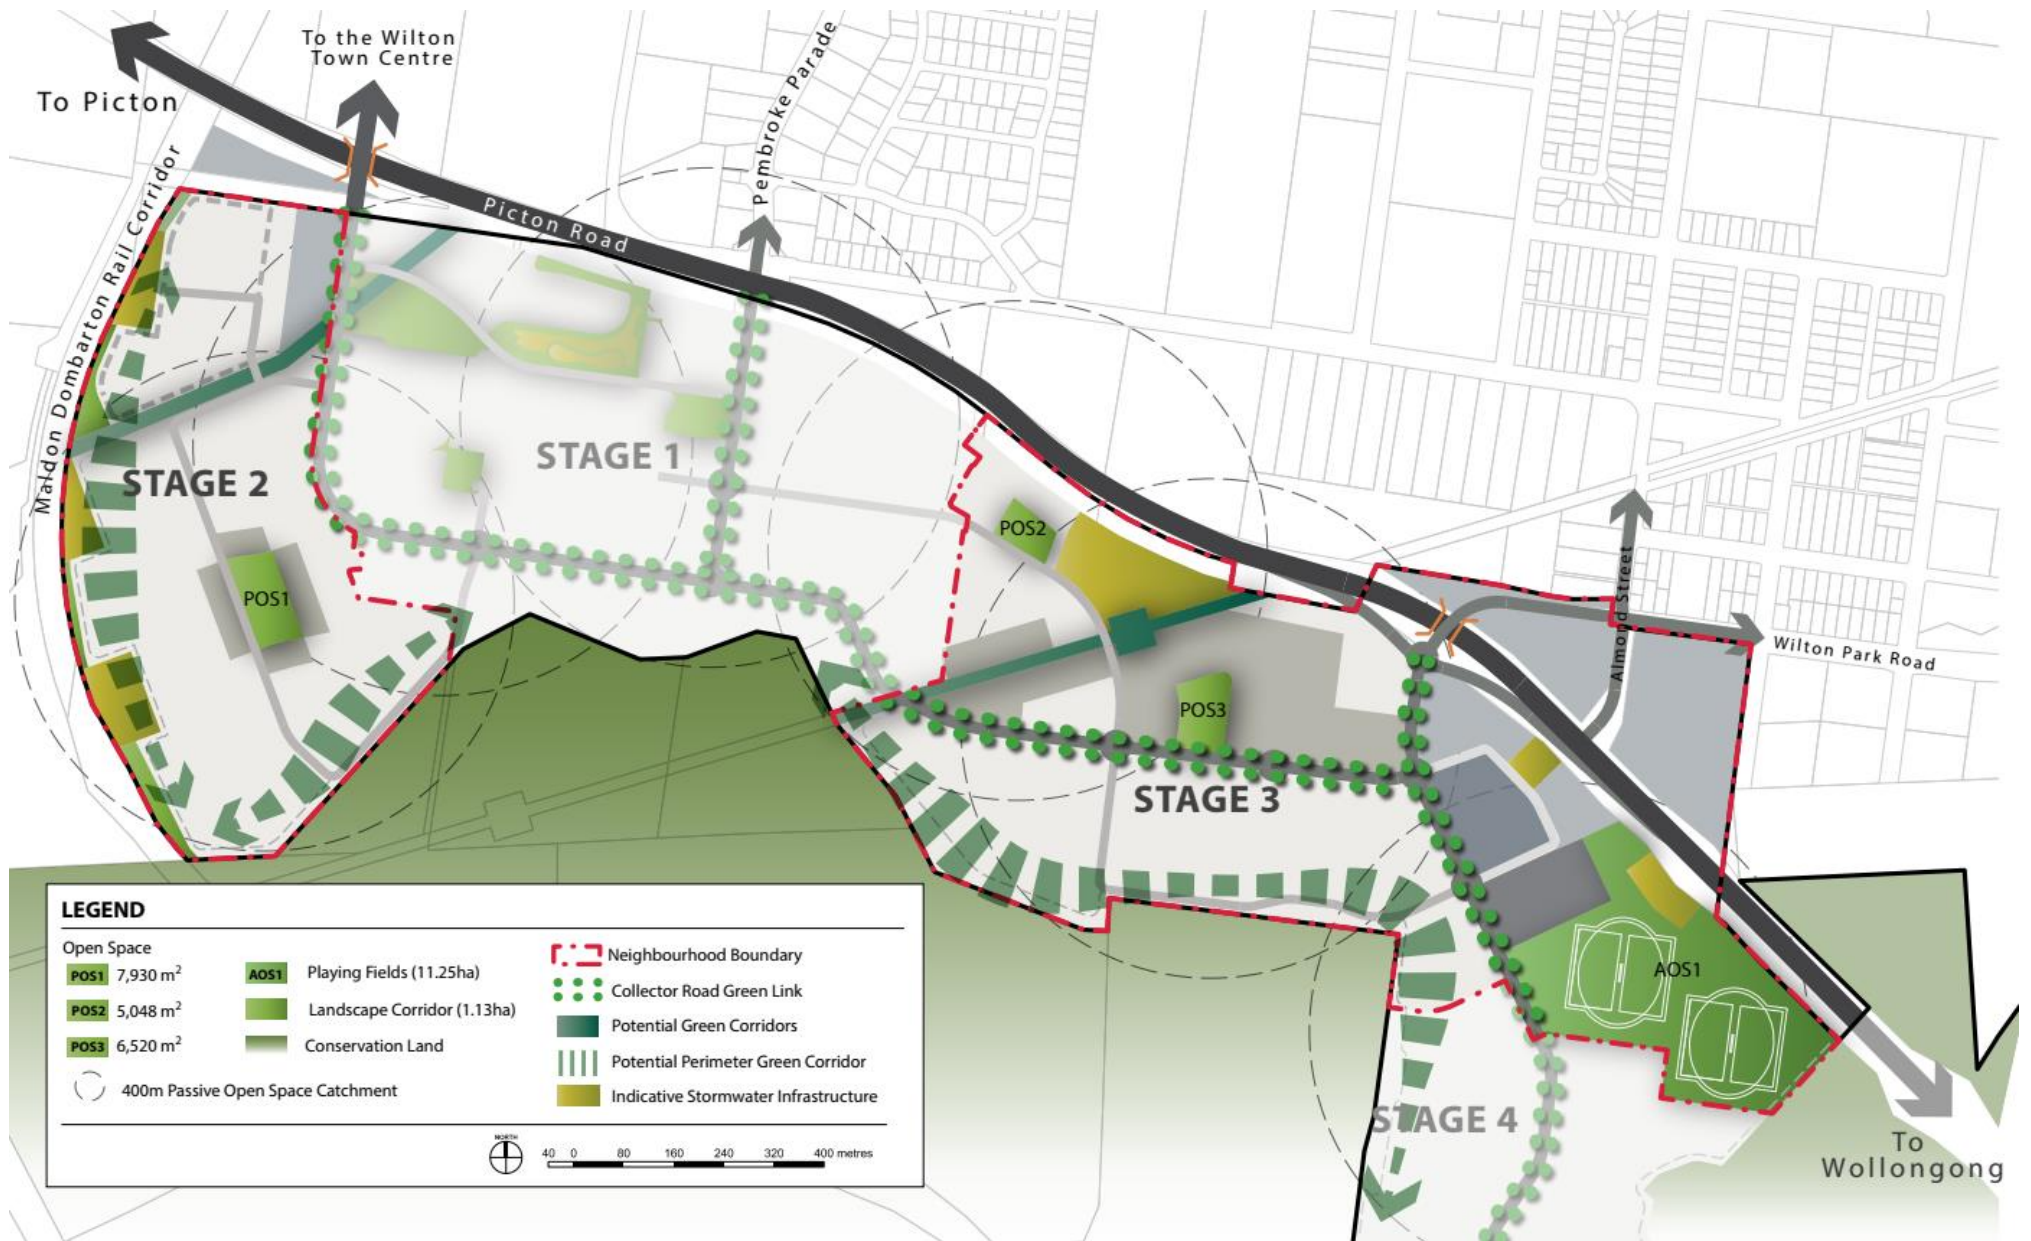 To the Wilton
Town Centre
To Picton
Pembroke Parade
Maldon Dombarton Rail Corridor
Picton Road
STAGE 1
STAGE 2
POS2
POS1
Almond Street
Wilton Park Road
POS3
STAGE 3
AOS1
STAGE 4
To
Wollongong
LEGEND
Open Space
POS1 7,930 m²
POS2 5,048 m²
POS3 6,520 m²
400m Passive Open Space Catchment
AOS1 Playing Fields (11.25ha)
Landscape Corridor (1.13ha)
Conservation Land
Neighbourhood Boundary
Collector Road Green Link
Potential Green Corridors
Potential Perimeter Green Corridor
Indicative Stormwater Infrastructure
NORTH
40 0 80 160 240 320 400 metres